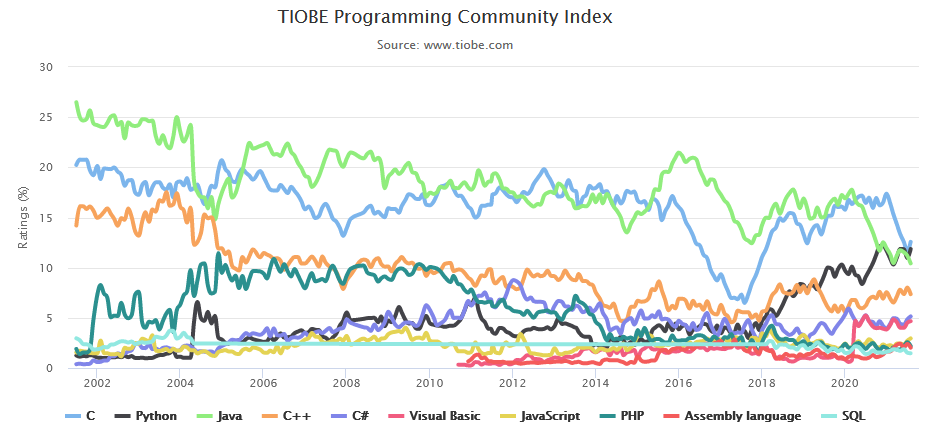 TIOBE Programming Community Index
Source: www.tiobe.com
30
25
20
15
10
5
0
Ratings (%)
2002 2004 2006 2008 2010 2012 2014 2016 2018 2020
C Python Java C++ C# Visual Basic JavaScript PHP Assembly language SQL